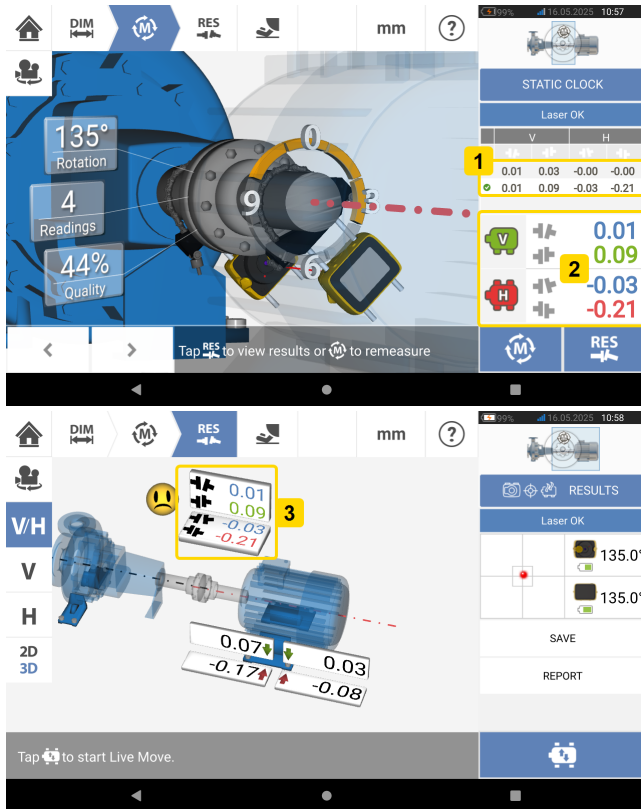 DIM
RES
mm
?
99%
16.05.2025
10:57
135°
Rotation
4
Readings
44%
Quality
0
3
6
9
STATIC CLOCK
Laser OK
V H
1
0.01 0.03 -0.00 -0.00
0.01 0.09 -0.03 -0.21
V
0.01
0.09
2
H
-0.03
-0.21
Tap RES to view results or M to remeasure
M
RES
DIM
M
RES
mm
?
99%
16.05.2025
10:58
V/H
V
H
2D
3D
0.01
0.09
-0.03
-0.21
3
0.07
0.03
-0.17
-0.08
RESULTS
Laser OK
135.0°
135.0°
SAVE
REPORT
Tap to start Live Move.